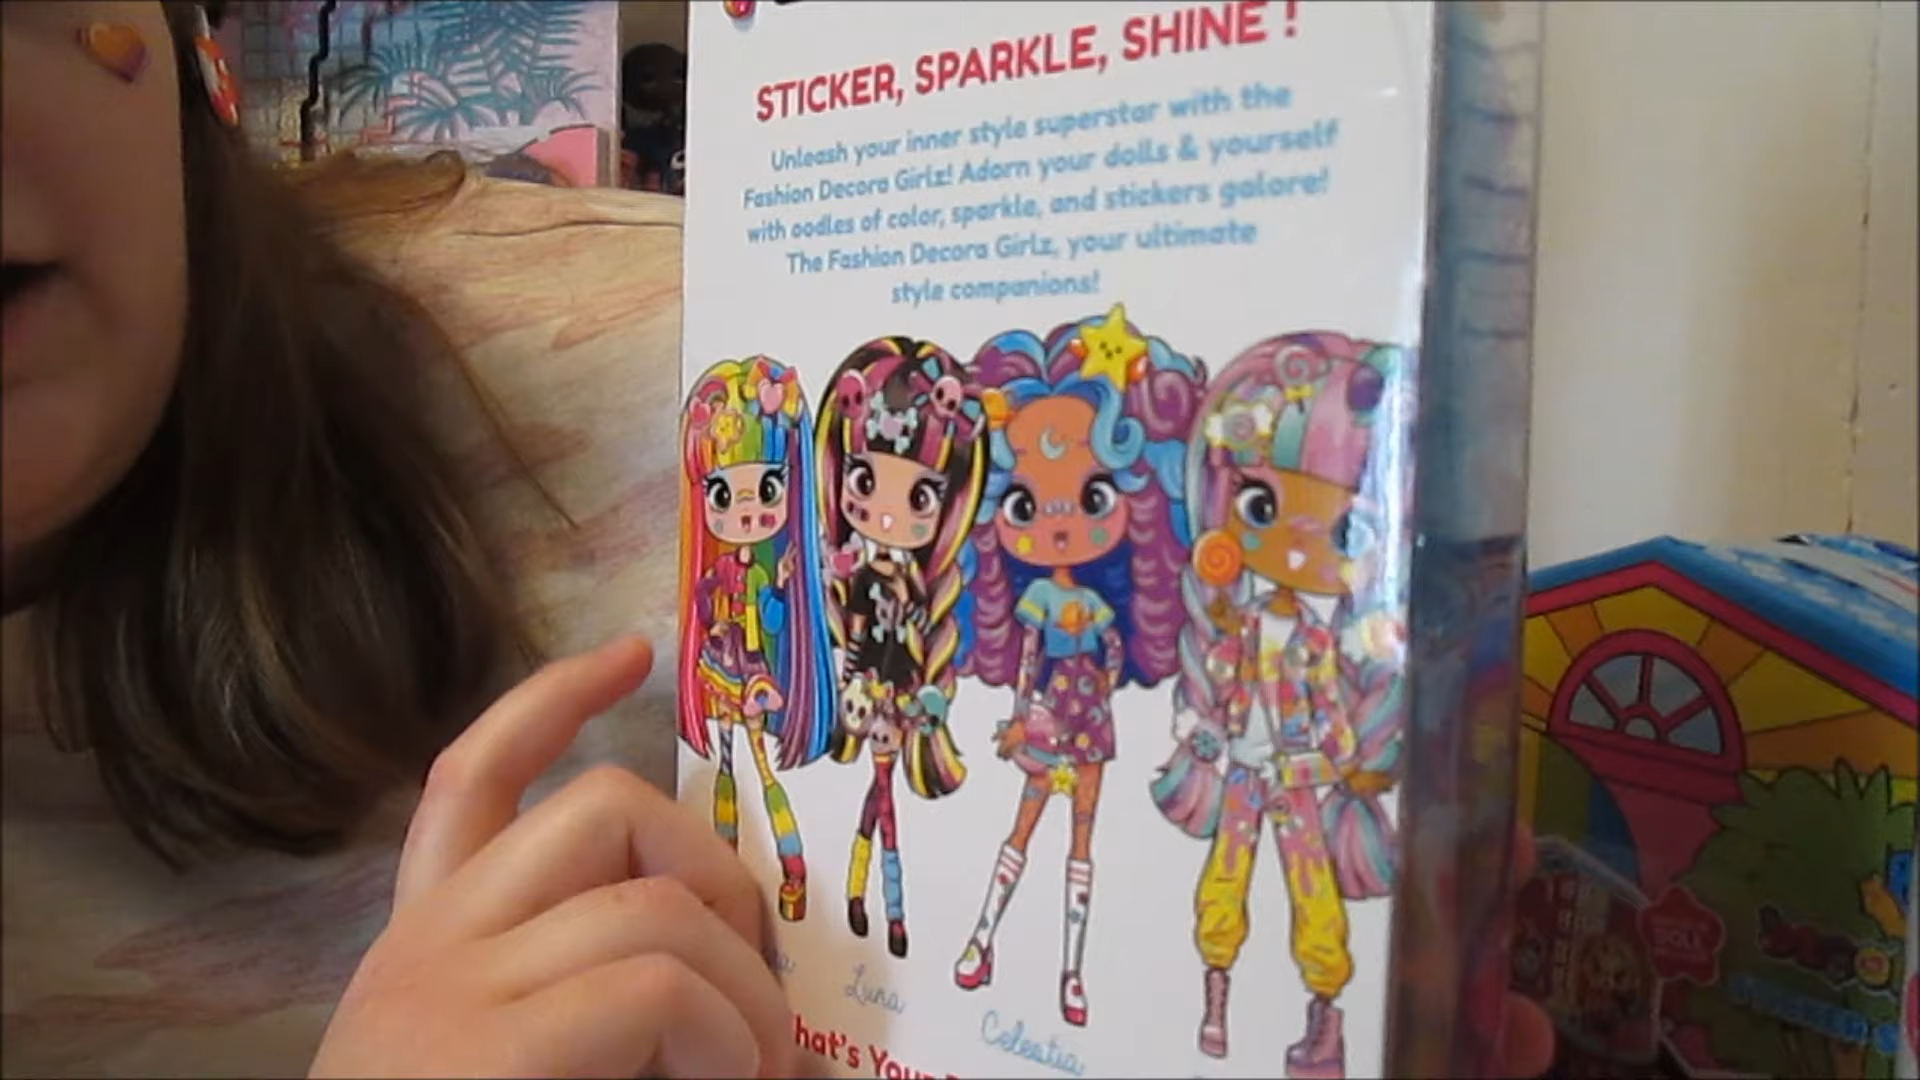 STICKER, SPARKLE, SHINE !
Unleash your inner style superstar with the
Fashion Decora Girlz! Adorn your dolls & yourself
with oodles of color, sparkle, and stickers galore!
The Fashion Decora Girlz, your ultimate
style companions!
Luna
Celestia
hat's Your